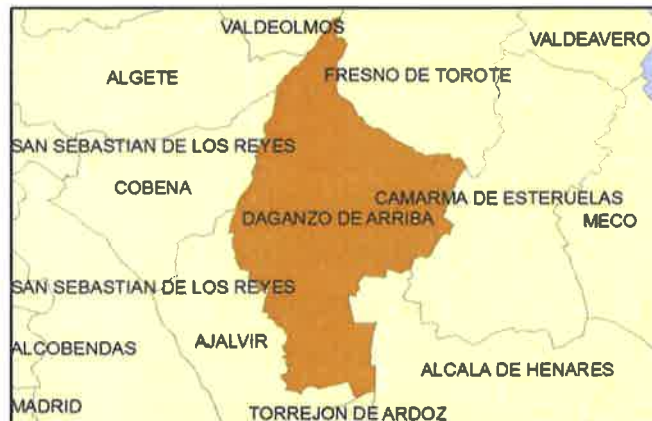 VALDEOLMOS
VALDEAVERO
ALGETE
FRESNO DE TOROTE
SAN SEBASTIAN DE LOS REYES
COBENA
CAMARMA DE ESTERUELAS
DAGANZO DE ARRIBA
MECO
SAN SEBASTIAN DE LOS REYES
AJALVIR
ALCOBENDAS
ALCALA DE HENARES
MADRID
TORREJON DE ARDOZ